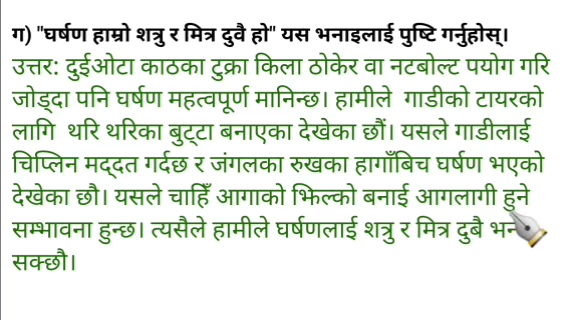 ग) "घर्षण हाम्रो शत्रु र मित्र दुवै हो" यस भनाइलाई पुष्टि गर्नुहोस्।
उत्तर: दुईओटा काठका टुक्रा किला ठोकेर वा नटबोल्ट पयोग गरि
जोड्दा पनि घर्षण महत्वपूर्ण मानिन्छ। हामीले गाडीको टायरको
लागि थरि थरिका बुट्टा बनाएका देखेका छौं। यसले गाडीलाई
चिप्लिन मद्दत गर्दछ र जंगलका रुखका हागाँबिच घर्षण भएको
देखेका छौ। यसले चाहिँ आगाको झिल्को बनाई आगलागी हुने
सम्भावना हुन्छ। त्यसैले हामीले घर्षणलाई शत्रु र मित्र दुबै
सक्छौ।